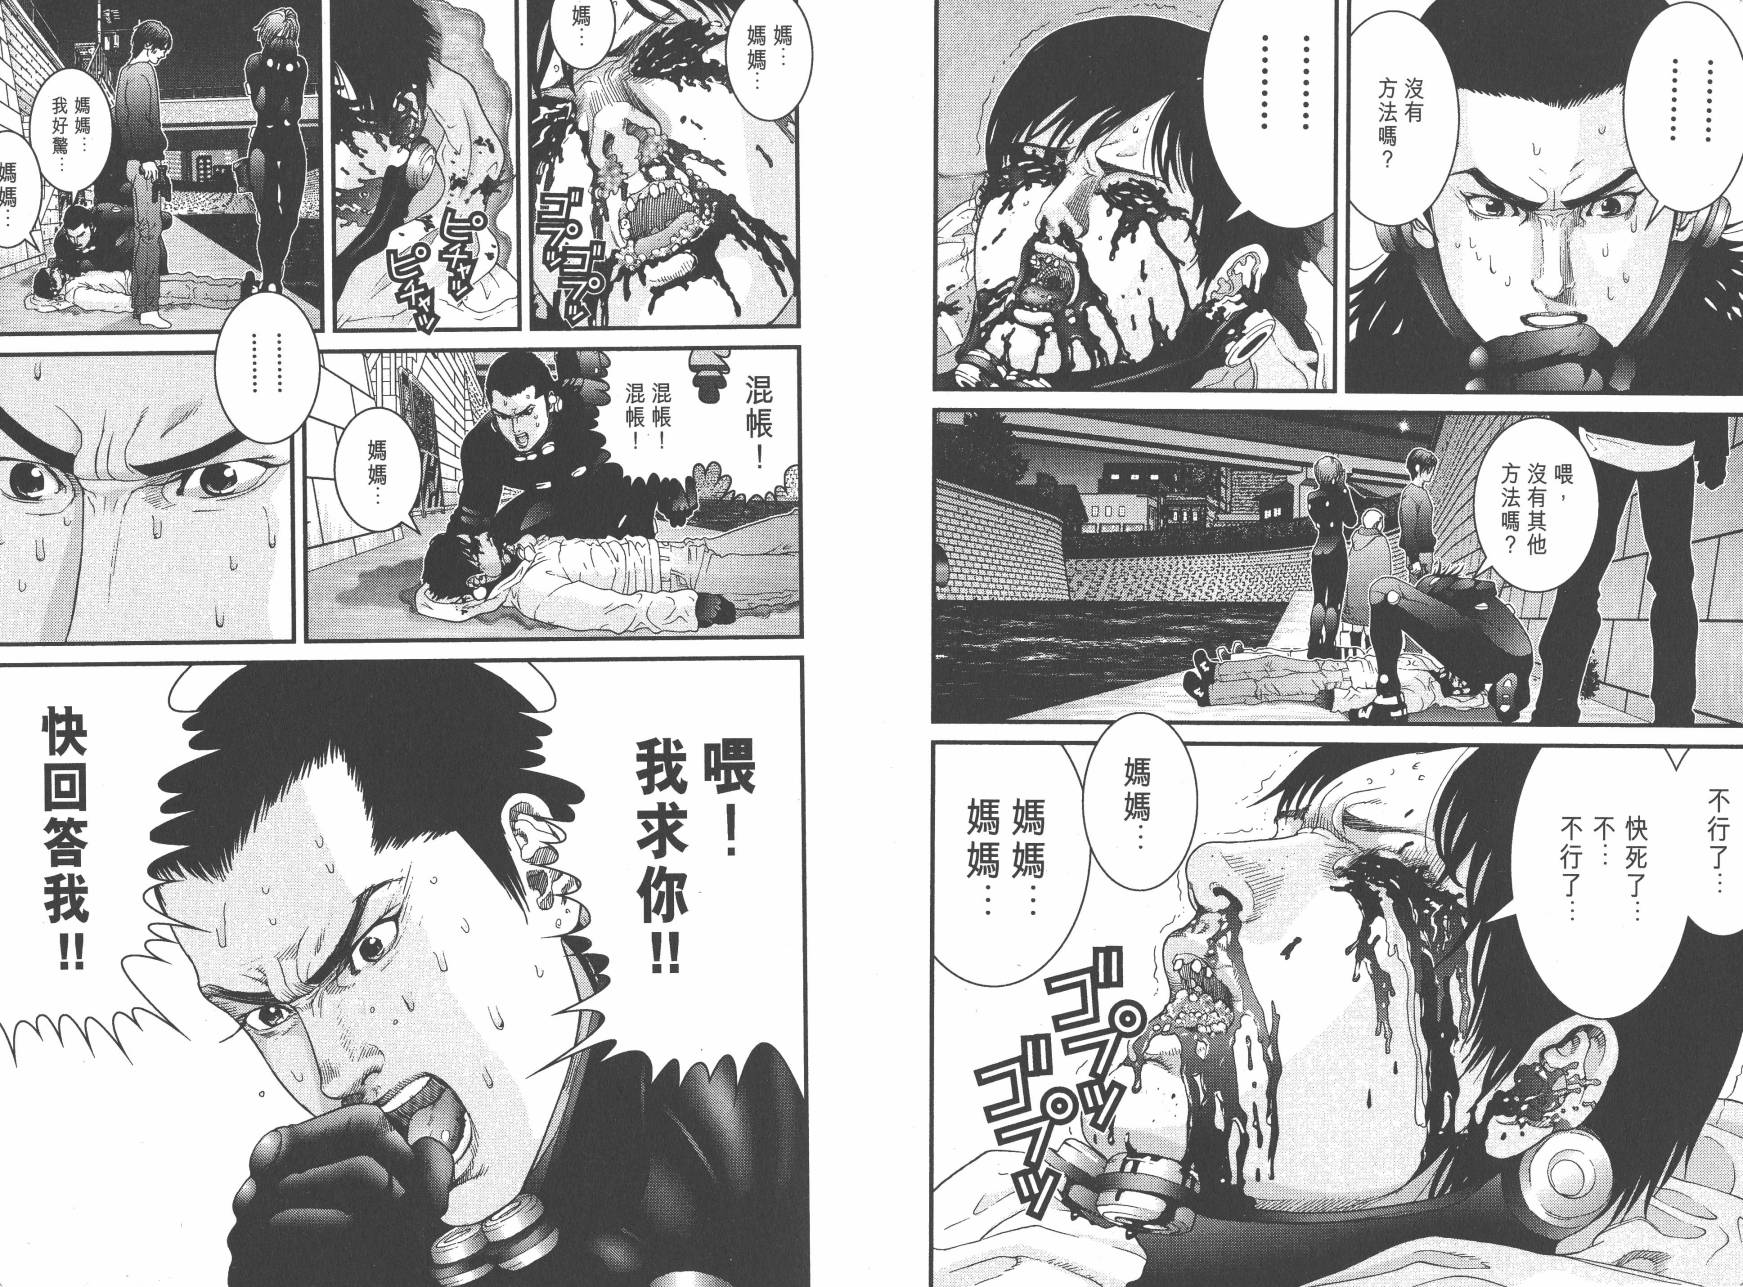 …………
…………
沒有
方法嗎？
…………
…………
喂，
沒有其他
方法嗎？
不行了…
快死了…
不…
不行了…
媽媽…
媽媽…
媽媽…
ゴプッ
ゴプッ
媽…
媽媽…
媽…
ゴプッ
ゴプッ
ピチャッ
ピチャッ
媽媽…
我好驚…
媽媽…
混帳！
混帳！
混帳！
媽媽…
…………
…………
喂！
我求你!!
快回答我!!